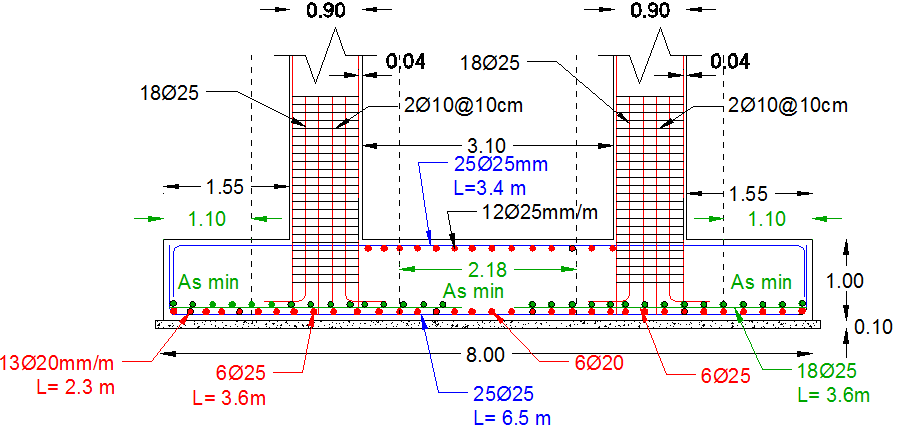 0.90
0.90
0.04
18Ø25
0.04
18Ø25
2Ø10@10cm
2Ø10@10cm
3.10
25Ø25mm
L=3.4 m
1.55
1.55
1.10
12Ø25mm/m
1.10
As min
2.18
As min
As min
1.00
0.10
8.00
13Ø20mm/m
L= 2.3 m
6Ø25
L= 3.6m
6Ø20
6Ø25
18Ø25
L= 3.6m
25Ø25
L= 6.5 m